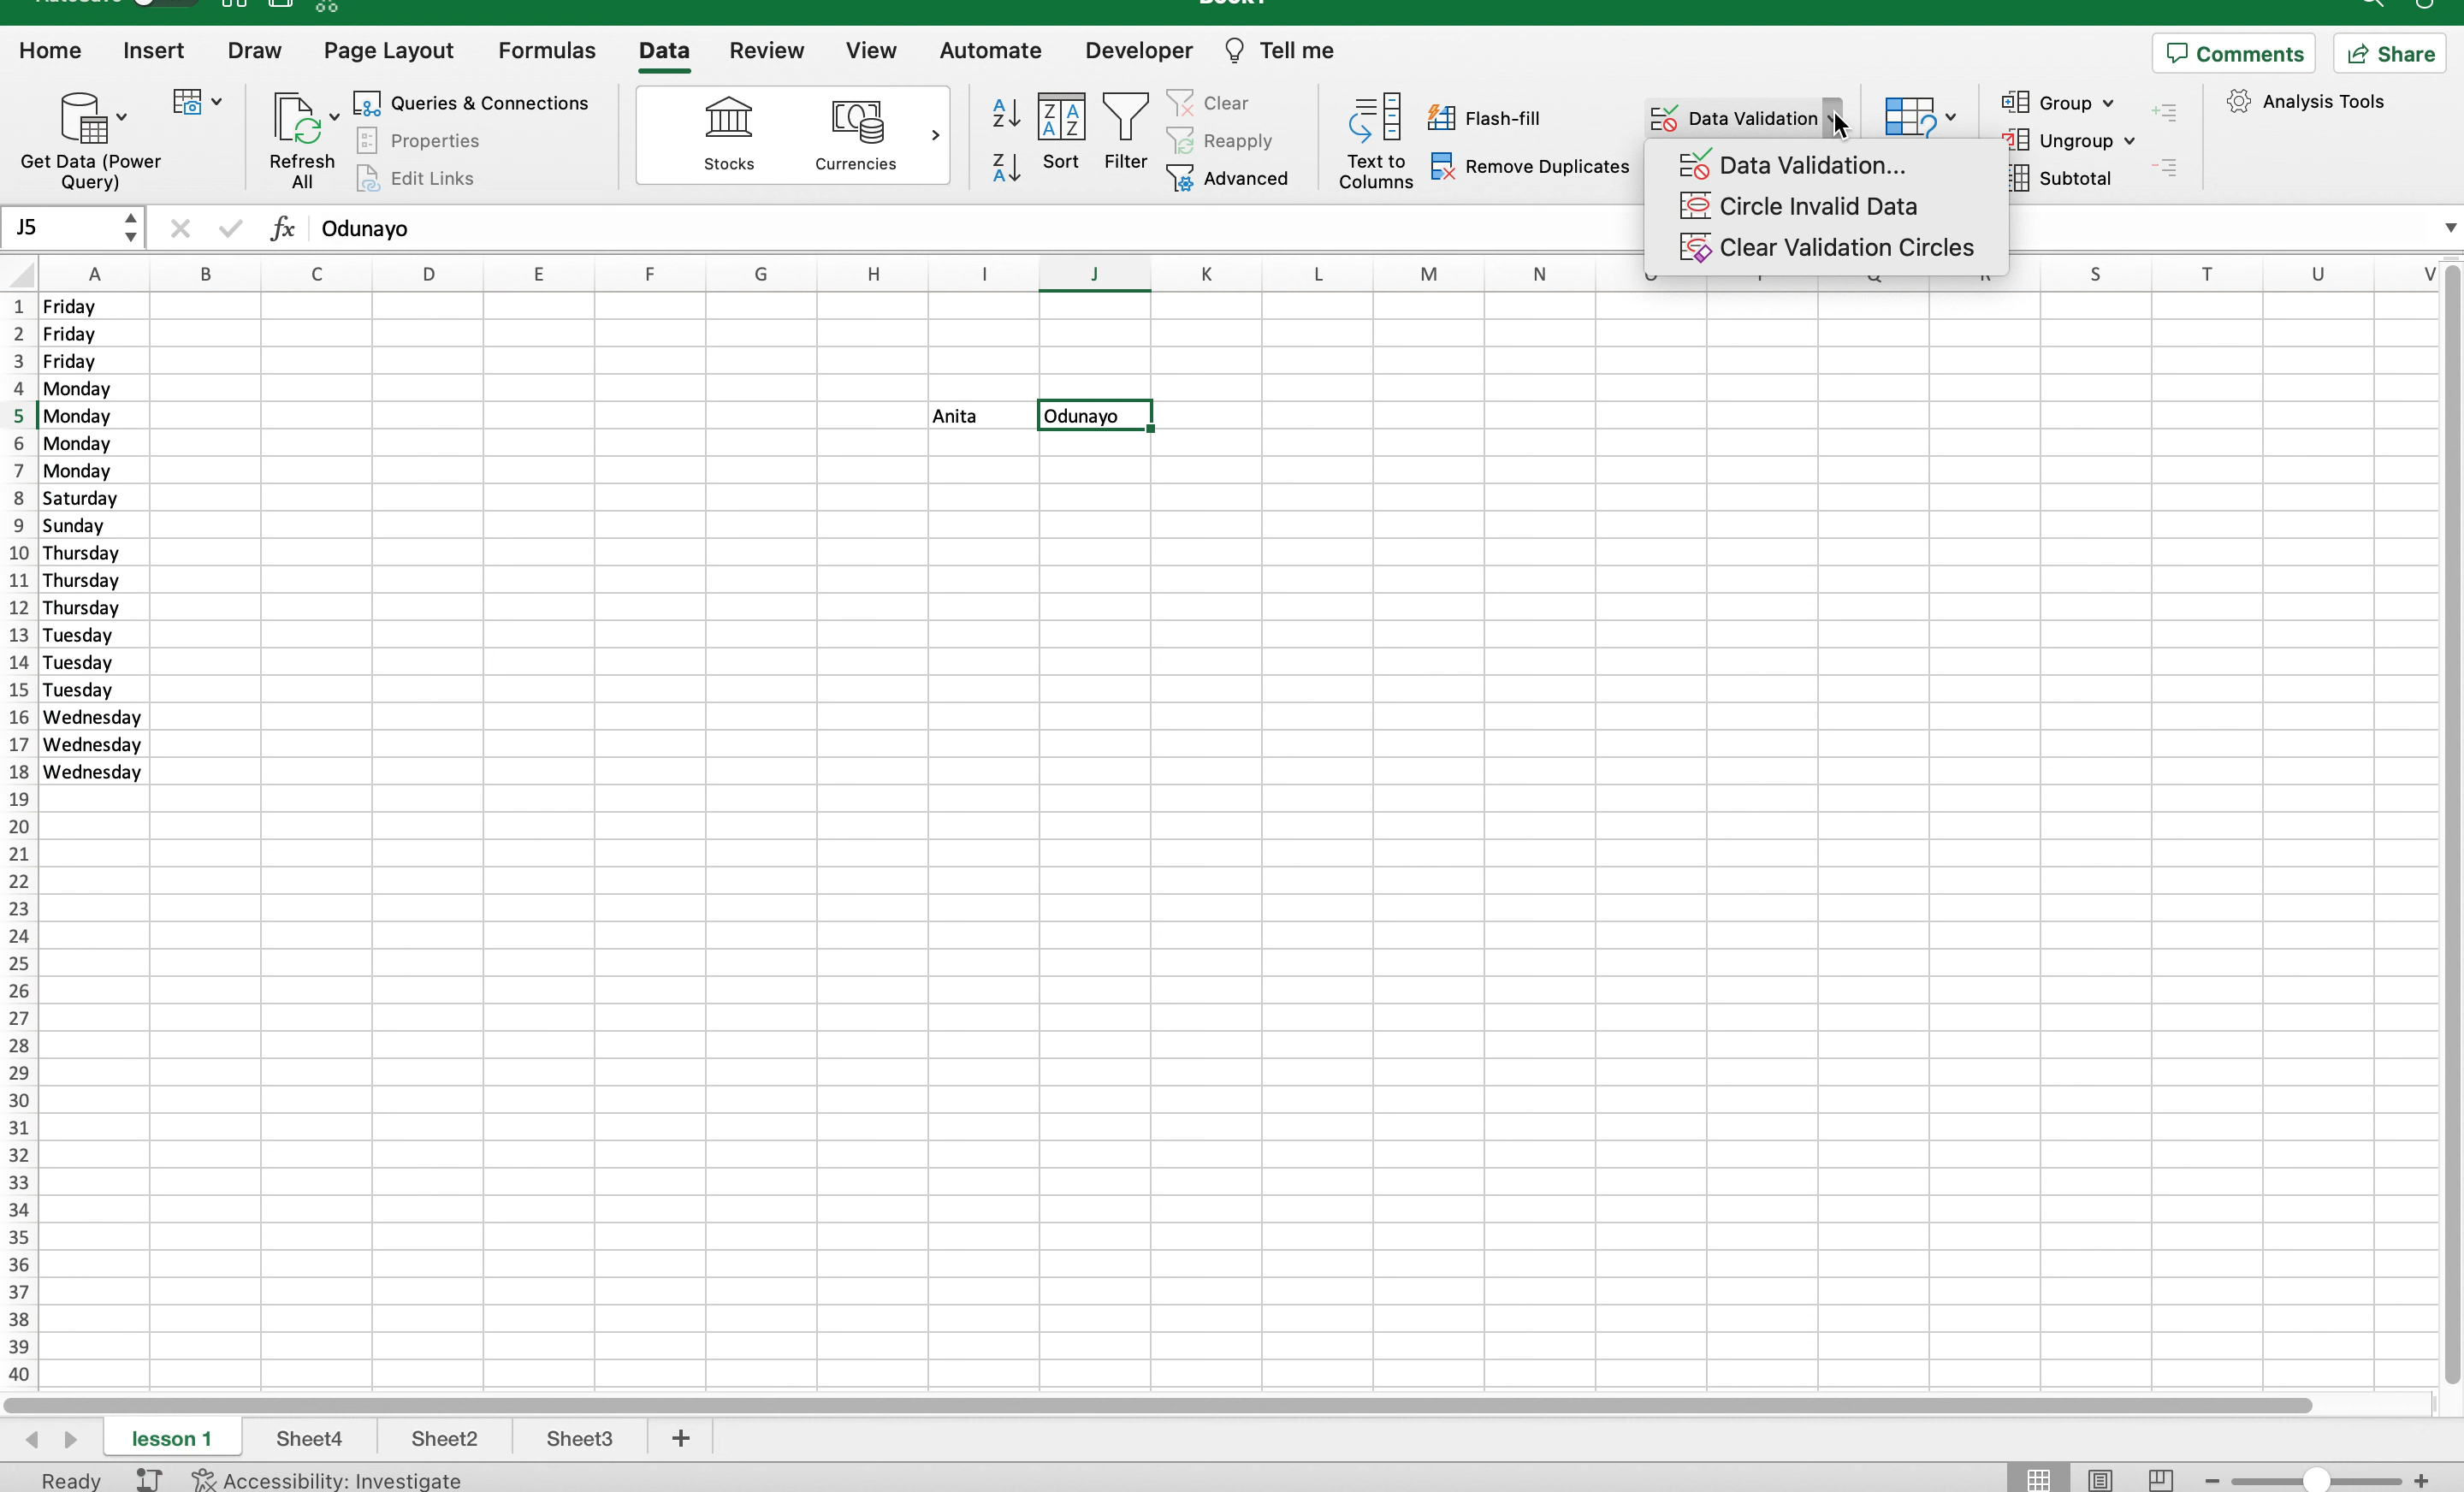 Home Insert Draw Page Layout Formulas Data Review View Automate Developer Tell me Comments Share
Get Data (Power Query)
Refresh All
Queries & Connections
Properties
Edit Links
Stocks
Currencies
Sort
Filter
Clear
Reapply
Advanced
Text to Columns
Flash-fill
Remove Duplicates
Data Validation
Data Validation...
Circle Invalid Data
Clear Validation Circles
Group
Ungroup
Subtotal
Analysis Tools
J5 fx Odunayo
A B C D E F G H I J K L M N S T U V
1 Friday
2 Friday
3 Friday
4 Monday
5 Monday Anita Odunayo
6 Monday
7 Monday
8 Saturday
9 Sunday
10 Thursday
11 Thursday
12 Thursday
13 Tuesday
14 Tuesday
15 Tuesday
16 Wednesday
17 Wednesday
18 Wednesday
19
20
21
22
23
24
25
26
27
28
29
30
31
32
33
34
35
36
37
38
39
40
lesson 1 Sheet4 Sheet2 Sheet3 +
Ready Accessibility: Investigate